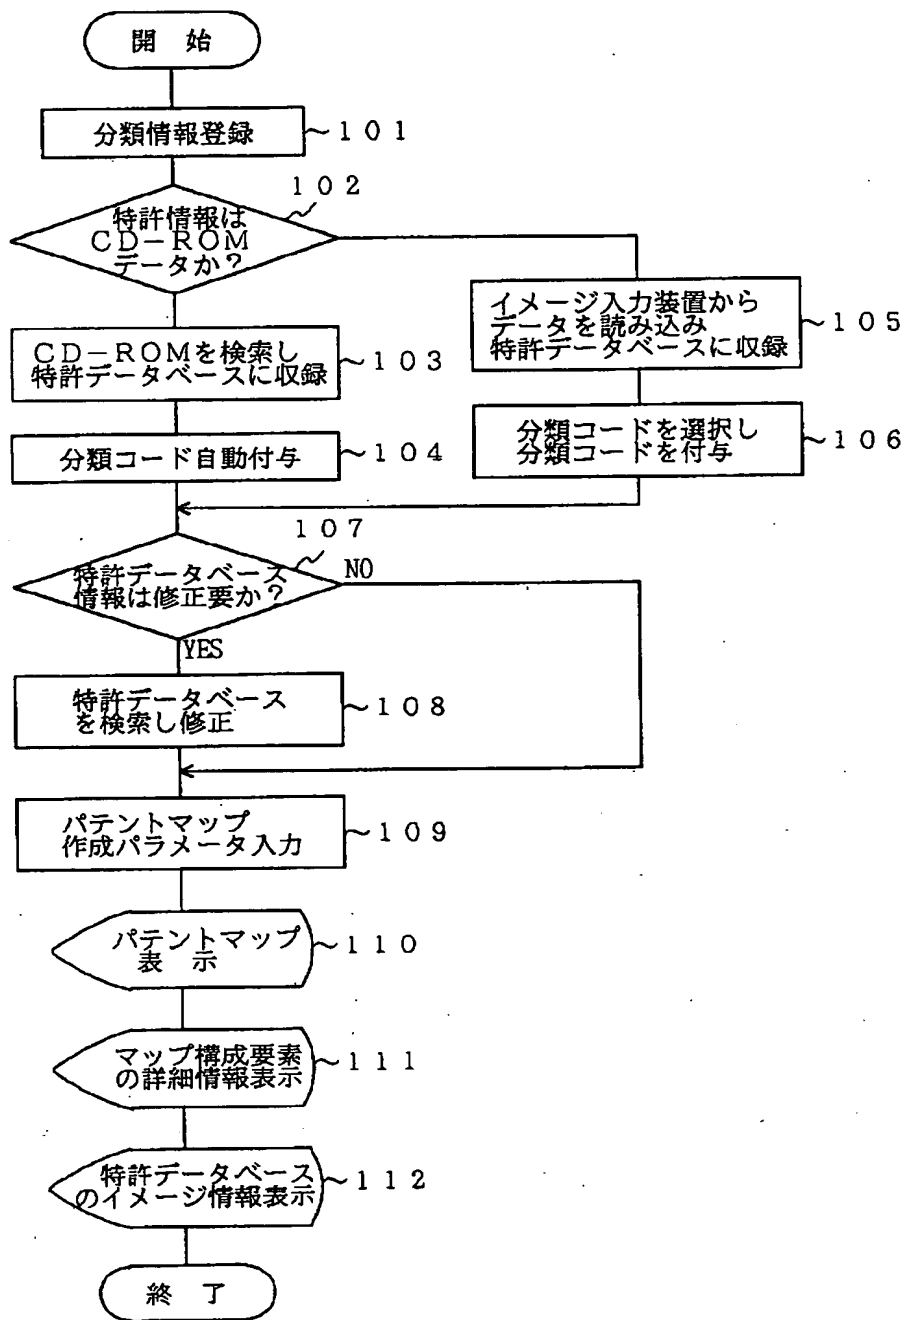 開 始
分類情報登録
~101
102
特許情報は
CD-ROM
データか?
CD-ROMを検索し
特許データベースに収録
~103
分類コード自動付与
~104
イメージ入力装置から
データを読み込み
特許データベースに収録
~105
分類コードを選択し
分類コードを付与
~106
107
特許データベース
情報は修正要か?
NO
YES
特許データベース
を検索し修正
~108
パテントマップ
作成パラメータ入力
~109
パテントマップ
表 示
~110
マップ構成要素
の詳細情報表示
~111
特許データベース
のイメージ情報表示
~112
終 了